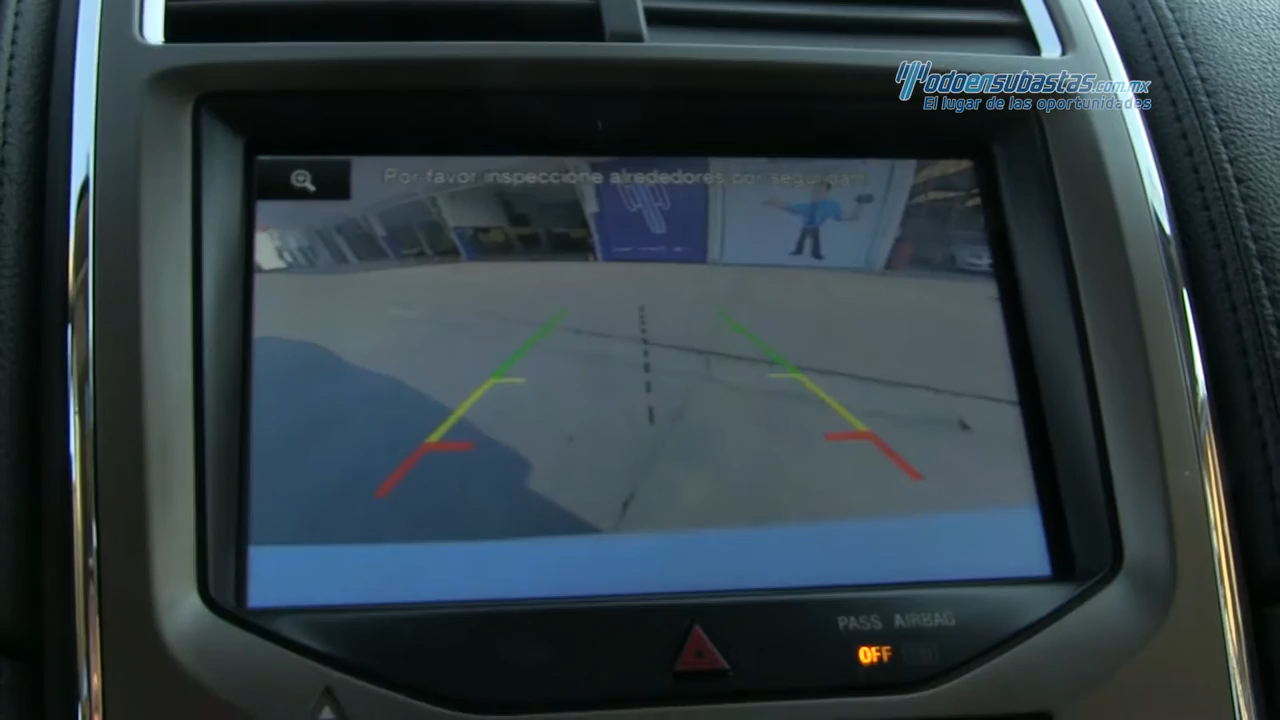 Todoensubastas.com.mx
El lugar de las oportunidades
Por favor inspeccione alrededores por seguridad
PASS AIRBAG
OFF